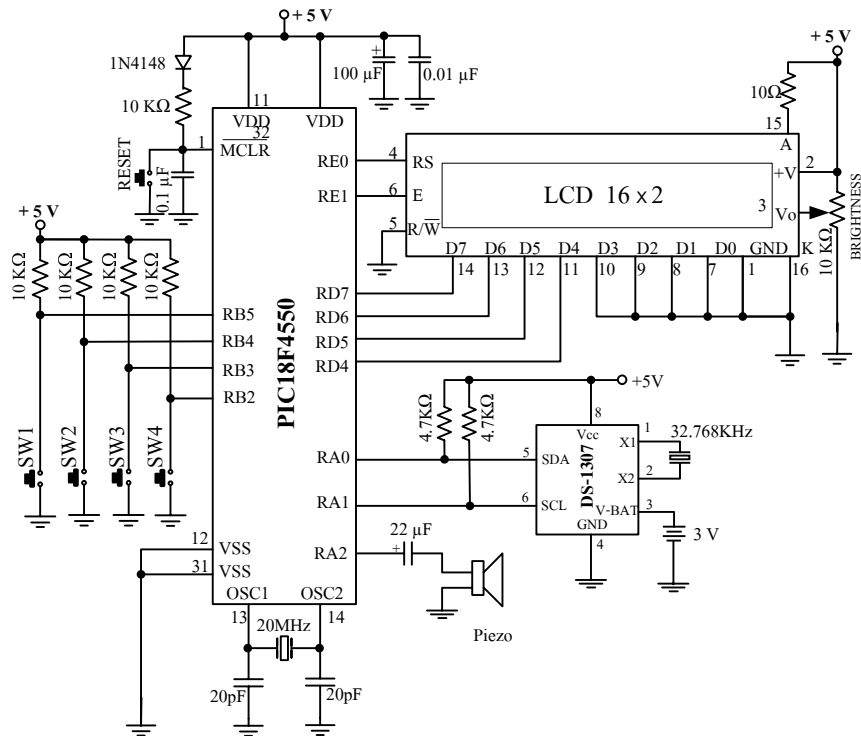 + 5 V
+ 5 V
1N4148
100 µF
0.01 µF
10 KΩ
11
VDD
32
VDD
1
MCLR
RESET
0.1 µF
10Ω
15
A
RE0
4
RS
RE1
6
E
5
R/W
LCD 16 x 2
+V
2
3
Vo
10 KΩ
BRIGHTNESS
D7
D6
D5
D4
D3
D2
D1
D0
GND
K
14
13
12
11
10
9
8
7
1
16
+ 5 V
10 KΩ
10 KΩ
10 KΩ
10 KΩ
RB5
RB4
RB3
RB2
PIC18F4550
RD7
RD6
RD5
RD4
SW1
SW2
SW3
SW4
4.7KΩ
4.7KΩ
+5V
8
Vcc
1
X1
32.768KHz
RA0
5
SDA
DS-1307
X2
2
RA1
6
SCL
V-BAT
3
3 V
GND
4
12
VSS
31
VSS
RA2
22 µF
+
Piezo
OSC1
OSC2
13
14
20MHz
20pF
20pF